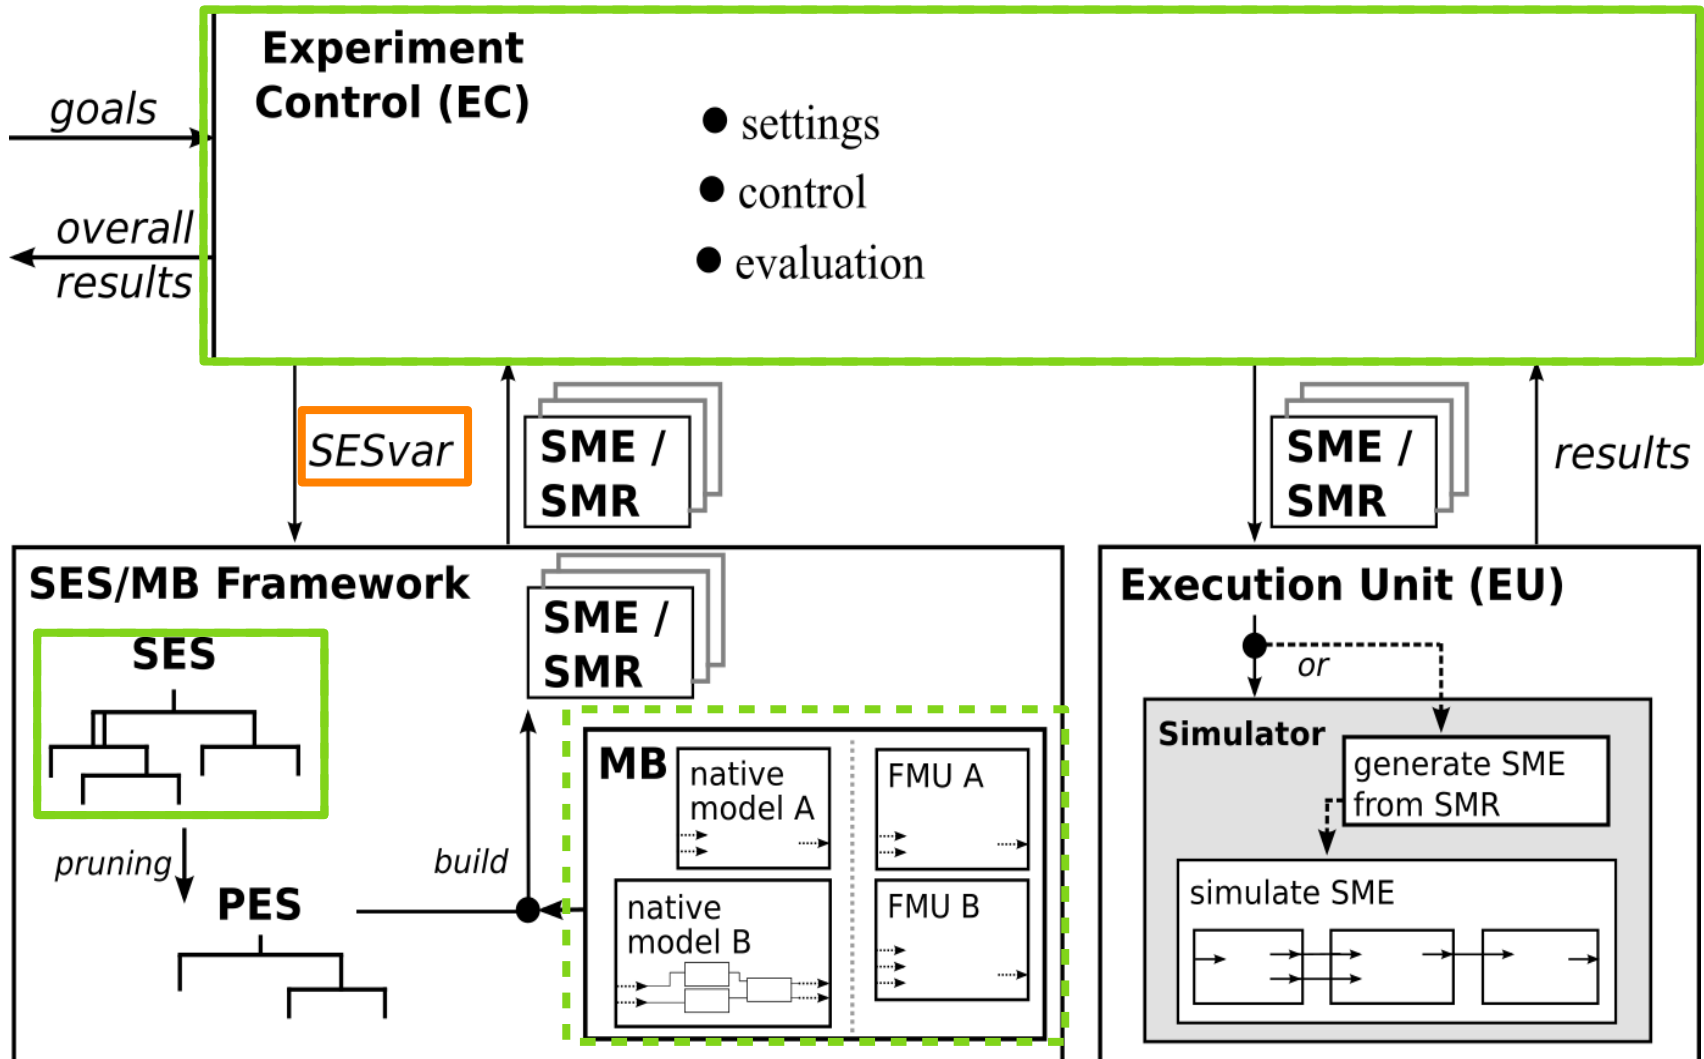 Experiment
Control (EC)
goals
overall
results
● settings
● control
● evaluation
SESvar
SME /
SMR
SME /
SMR
results
SES/MB Framework
SES
SME /
SMR
pruning
PES
build
MB
native
model A
FMU A
native
model B
FMU B
Execution Unit (EU)
or
Simulator
generate SME
from SMR
simulate SME